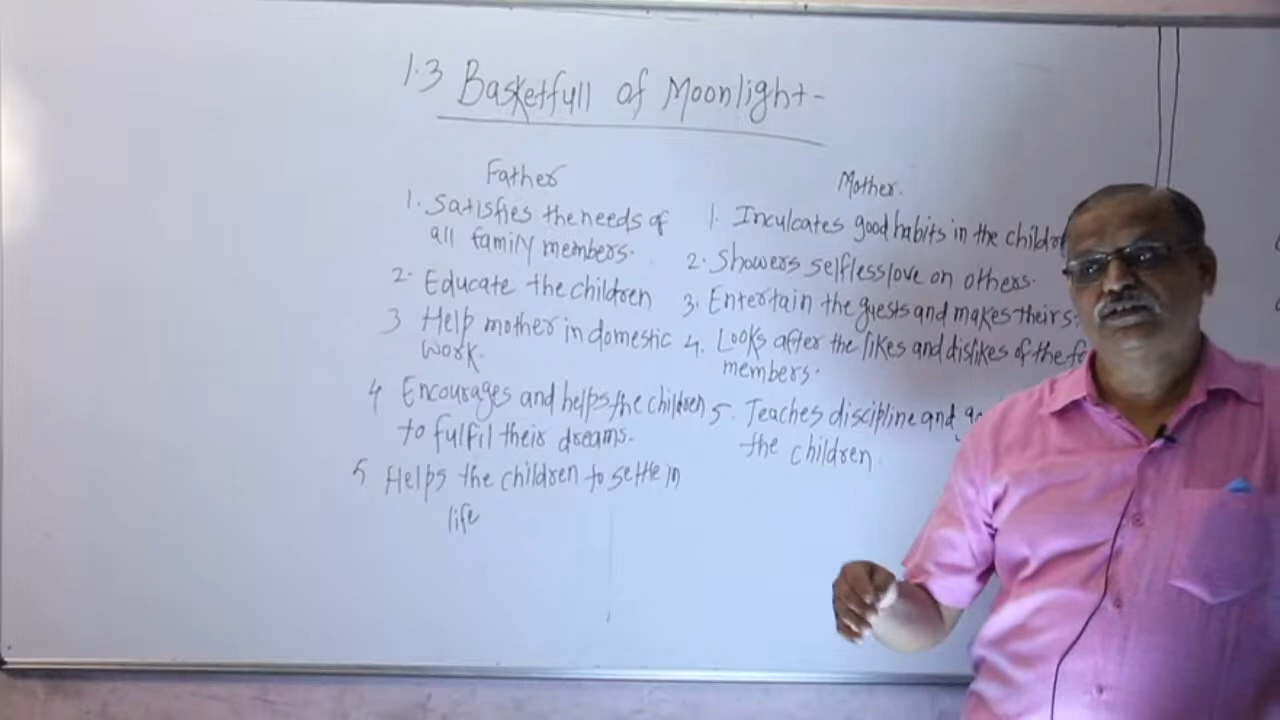 1.3 Basketfull of Moonlight -
Father
1. Satisfies the needs of
all family members.
2. Educate the children
3 Help mother in domestic
work.
4 Encourages and helps the children
to fulfil their dreams.
5 Helps the children to settle in
life
Mother.
1. Inculcates good habits in the
2. Showers selfless love on others.
3. Entertain the guests and makes theirs
4. Looks after the likes and dislikes of the
members.
5. Teaches discipline and
the children